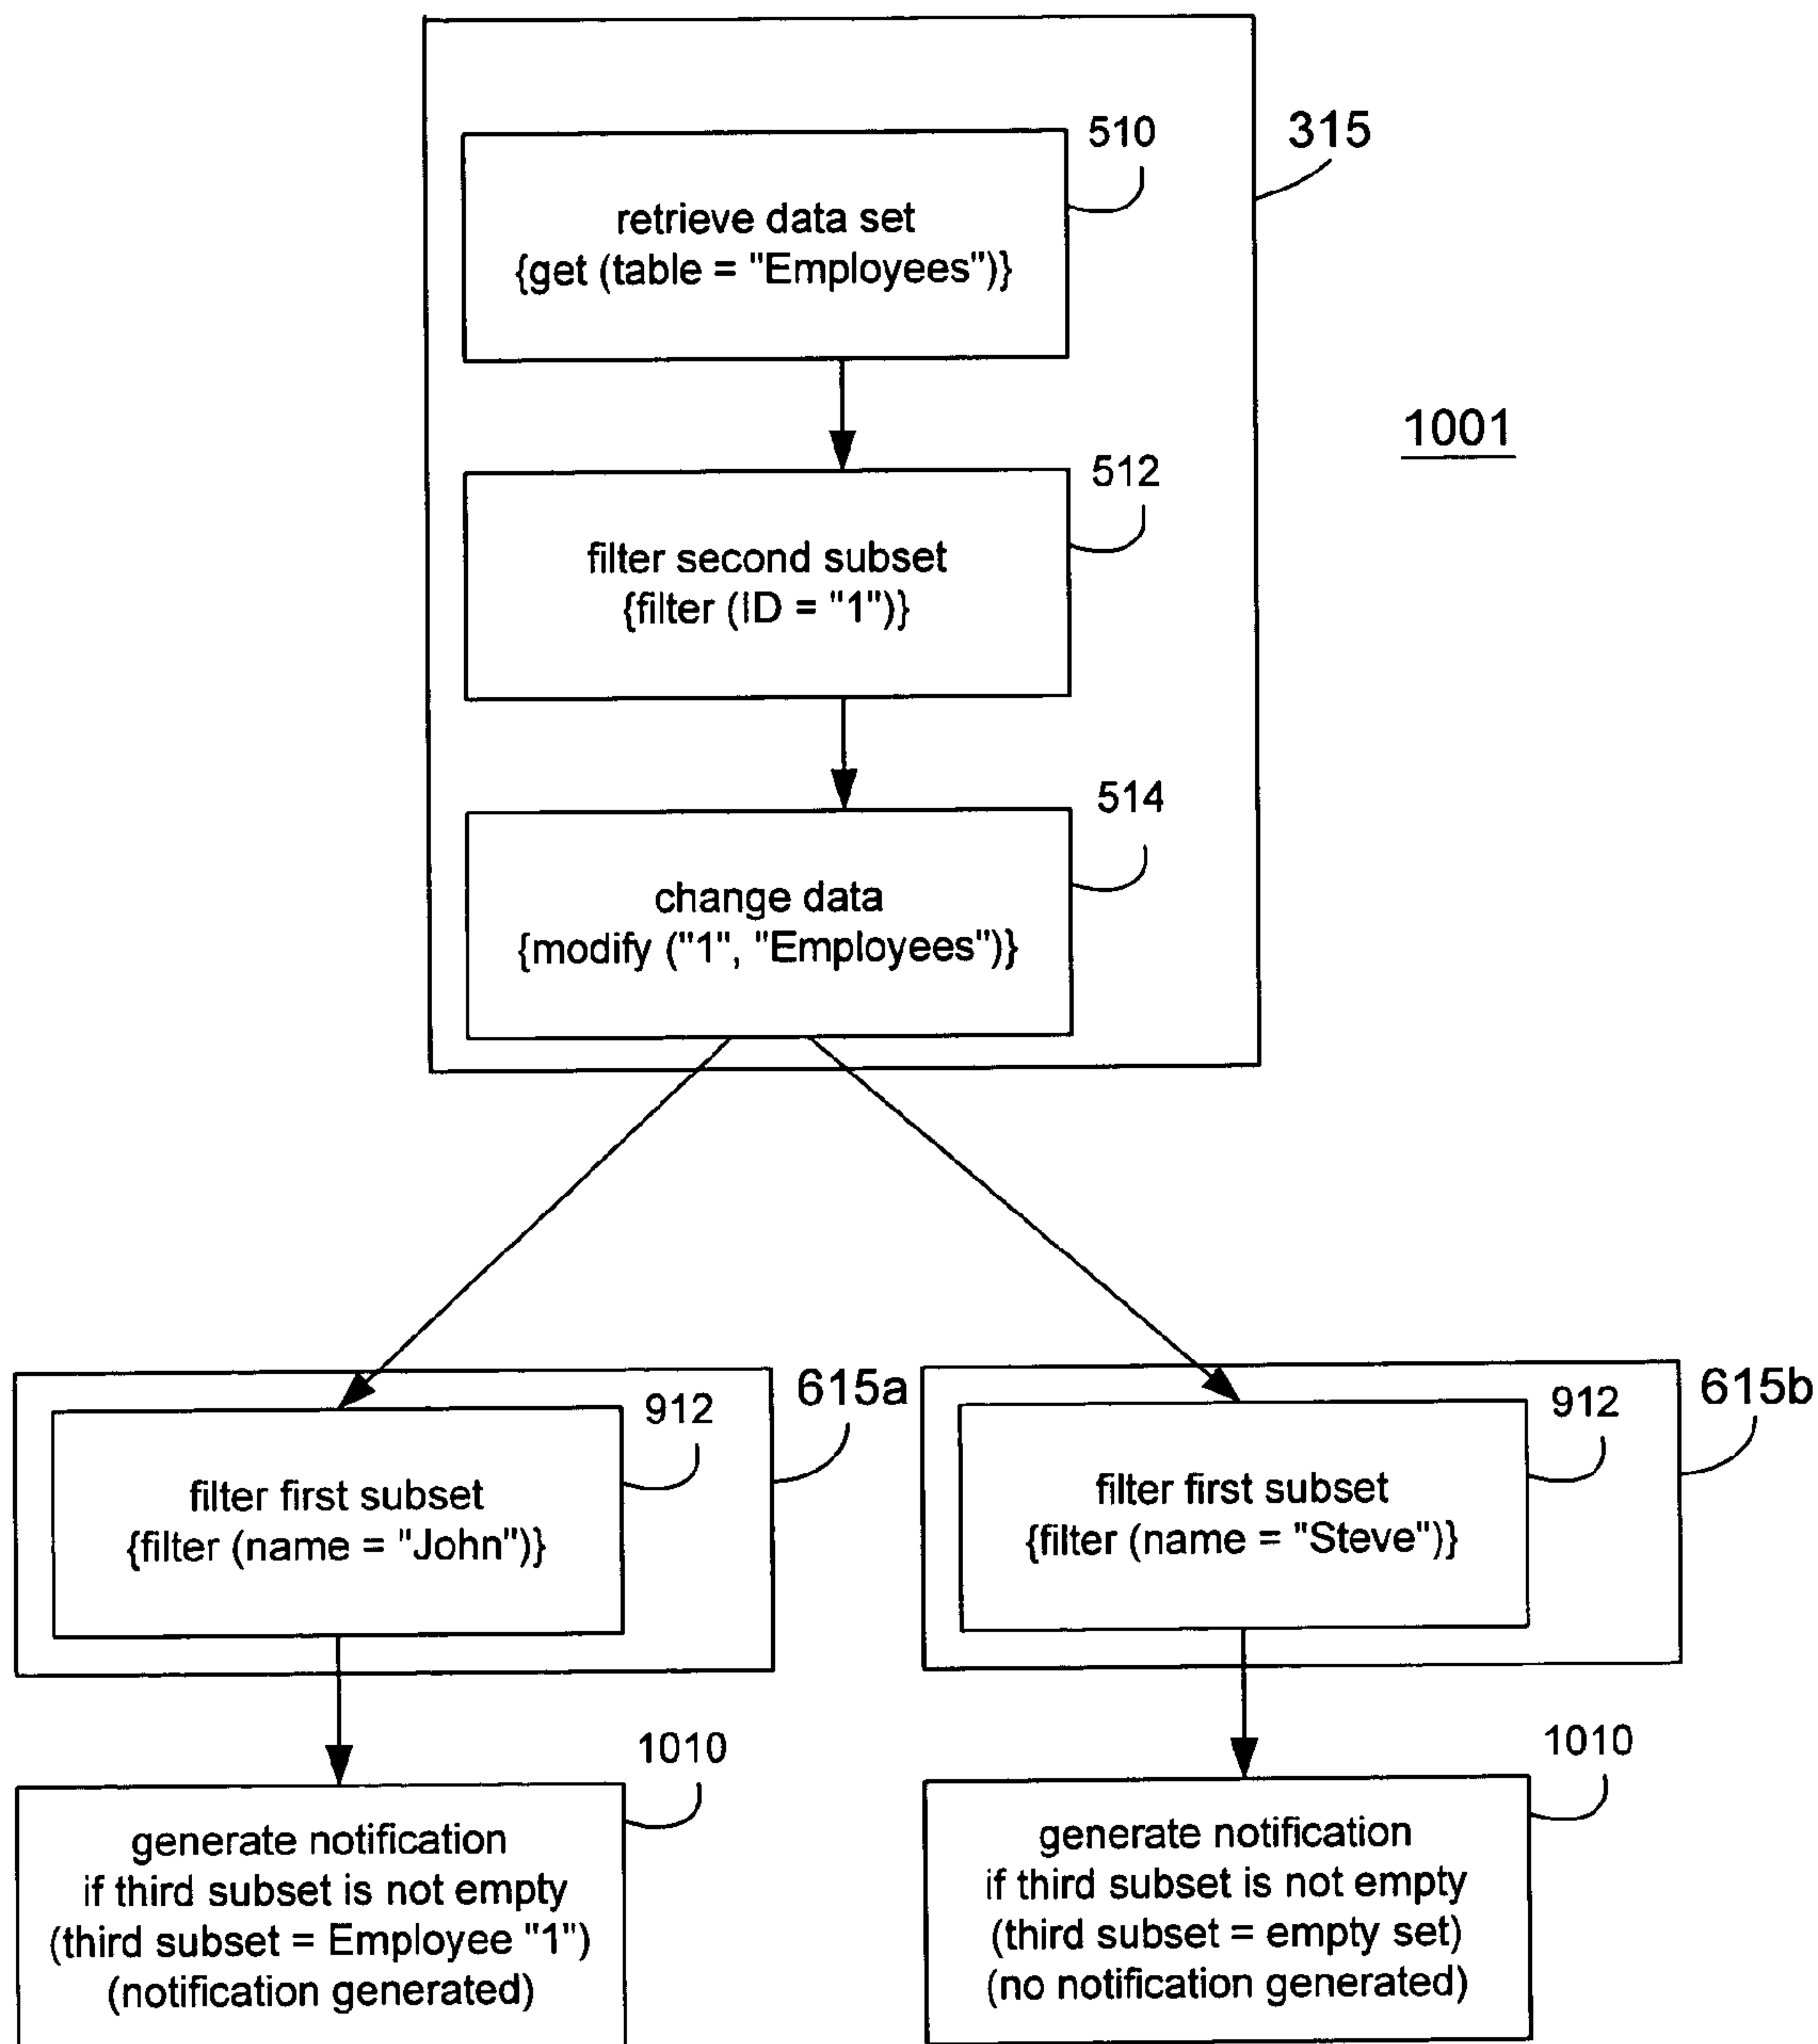 510
315
retrieve data set
{get (table = "Employees")}
1001
512
filter second subset
{filter (ID = "1")}
514
change data
{modify ("1", "Employees")}
615a
912
filter first subset
{filter (name = "John")}
615b
912
filter first subset
{filter (name = "Steve")}
1010
generate notification
if third subset is not empty
(third subset = Employee "1")
(notification generated)
1010
generate notification
if third subset is not empty
(third subset = empty set)
(no notification generated)